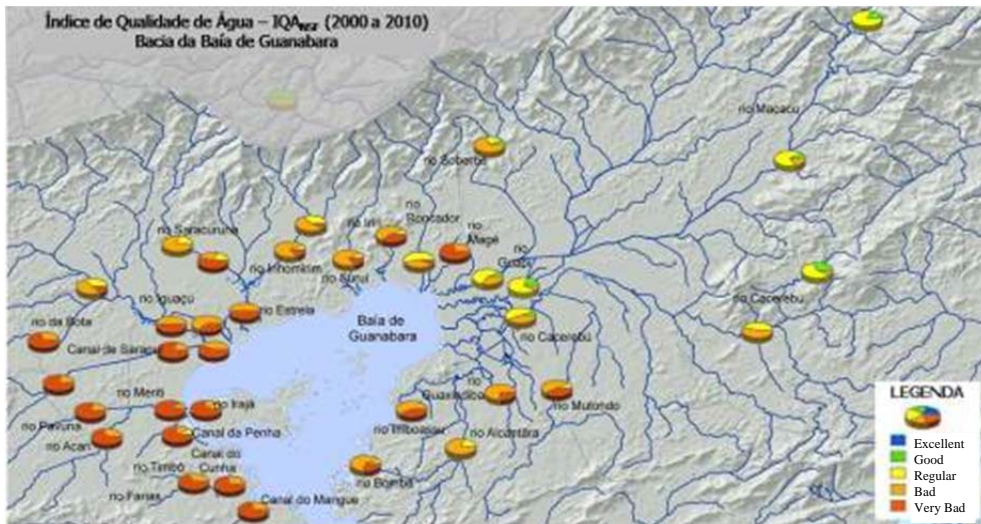 Índice de Qualidade de Água – IQANSF (2000 a 2010)
Bacia da Baía de Guanabara
rio Macacu
rio Soberbo
rio Iriri
rio
Roncador
rio
Magé
rio Saracuruna
rio Inhomirim
rio Suruí
rio
Guapi
rio Iguaçu
rio Estrela
rio Caceribu
rio da Bota
Baía de
Guanabara
rio Caceribu
Canal de Sarapuí
rio Meriti
rio Irajá
rio
Guaxindiba
rio Mutondo
LEGENDA
rio Pavuna
Canal da Penha
rio Imboassu
rio Alcântara
rio Acari
Canal do
Cunha
Excellent
Good
rio Timbó
rio Bomba
Regular
rio Farias
Canal do Mangue
Bad
Very Bad